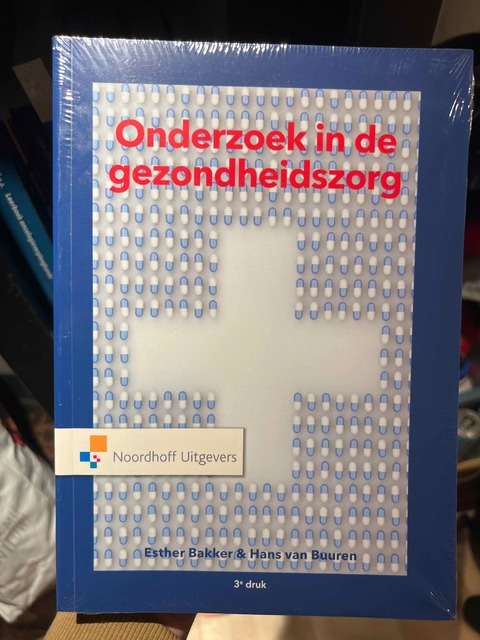 Onderzoek in de
gezondheidszorg
Noordhoff Uitgevers
Esther Bakker & Hans van Buuren
3e druk